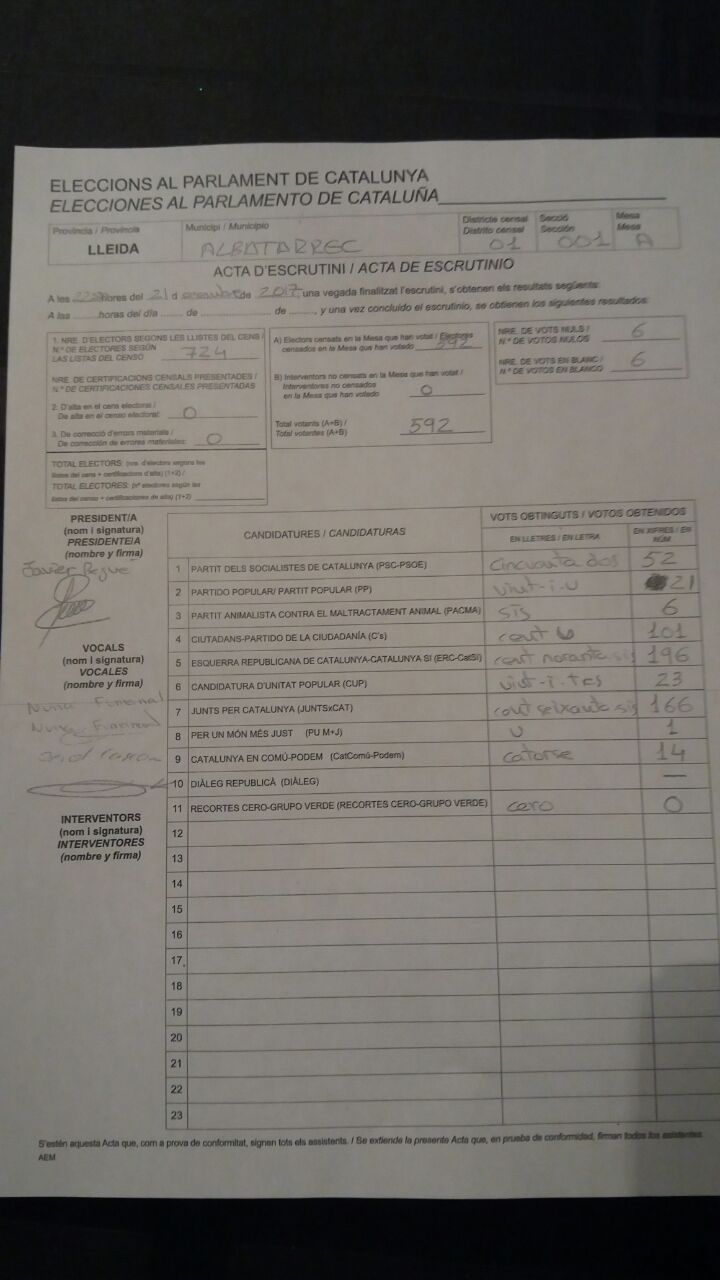 ELECCIONS AL PARLAMENT DE CATALUNYA
ELECCIONES AL PARLAMENTO DE CATALUÑA
Província / Provincia
LLEIDA
Municipi / Municipio
ALBATARREC
Districte censal
Distrito censal
01
Secció
Sección
001
Mesa
Mesa
A
ACTA D'ESCRUTINI / ACTA DE ESCRUTINIO
A les hores del 21 d de 2017, una vegada finalitzat l'escrutini, s'obtenen els resultats següents:
A las ........ horas del día ........ de ........ de ........, y una vez concluido el escrutinio, se obtienen los siguientes resultados:
1. NRE. D'ELECTORS SEGONS LES LLISTES DEL CENS /
N.º DE ELECTORES SEGÚN
LAS LISTAS DEL CENSO 724
NRE. DE CERTIFICACIONS CENSALS PRESENTADES /
N.º DE CERTIFICACIONES CENSALES PRESENTADAS
2. D'alta en el cens electoral /
De alta en el censo electoral: 0
3. De correcció d'errors materials /
De corrección de errores materiales: 0
TOTAL ELECTORS: (nre. d'electors segons les
llistes del cens + certificacions d'alta) (1+2) /
TOTAL ELECTORES: (nº electores según las
listas del censo + certificaciones de alta) (1+2)
A) Electors censats en la Mesa que han votat / Electores
censados en la Mesa que han votado 592
B) Interventors no censats en la Mesa que han votat /
Interventores no censados
en la Mesa que han votado 0
Total votants (A+B) /
Total votantes (A+B) 592
NRE. DE VOTS NULS /
N.º DE VOTOS NULOS 6
NRE. DE VOTS EN BLANC /
N.º DE VOTOS EN BLANCO 6
PRESIDENT/A
(nom i signatura)
PRESIDENTE/A
(nombre y firma)
Javier
VOCALS
(nom i signatura)
VOCALES
(nombre y firma)
INTERVENTORS
(nom i signatura)
INTERVENTORES
(nombre y firma)
CANDIDATURES / CANDIDATURAS
VOTS OBTINGUTS / VOTOS OBTENIDOS
EN LLETRES / EN LETRA
EN XIFRES / EN NÚM
1 PARTIT DELS SOCIALISTES DE CATALUNYA (PSC-PSOE) Cincuanta dos 52
2 PARTIDO POPULAR/ PARTIT POPULAR (PP) vint-i-u 21
3 PARTIT ANIMALISTA CONTRA EL MALTRACTAMENT ANIMAL (PACMA) sis 6
4 CIUTADANS-PARTIDO DE LA CIUDADANÍA (C's) cent u 101
5 ESQUERRA REPUBLICANA DE CATALUNYA-CATALUNYA SÍ (ERC-CatSí) cent noranta sis 196
6 CANDIDATURA D'UNITAT POPULAR (CUP) vint-i-tes 23
7 JUNTS PER CATALUNYA (JUNTSxCAT) cent seixanta sis 166
8 PER UN MÓN MÉS JUST (PU M+J) u 1
9 CATALUNYA EN COMÚ-PODEM (CatComú-Podem) catorse 14
10 DIÀLEG REPUBLICÀ (DIÀLEG) —
11 RECORTES CERO-GRUPO VERDE (RECORTES CERO-GRUPO VERDE) cero 0
12
13
14
15
16
17
18
19
20
21
22
23
S'estén aquesta Acta que, com a prova de conformitat, signen tots els assistents. / Se extiende la presente Acta que, en prueba de conformidad, firman todos los asistentes
AEM